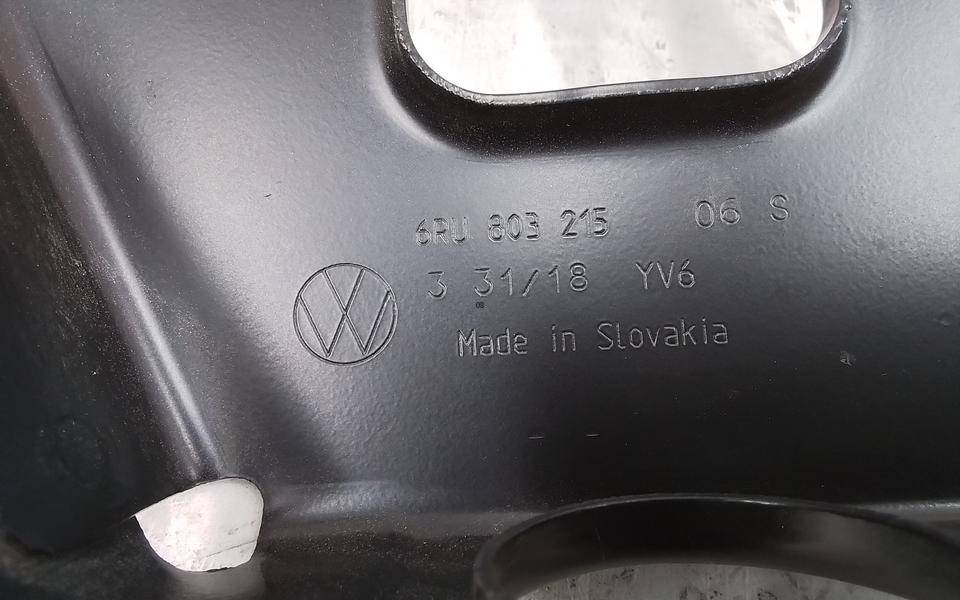 6RU 803 215 06 S
3 31/18 YV6
Made in Slovakia